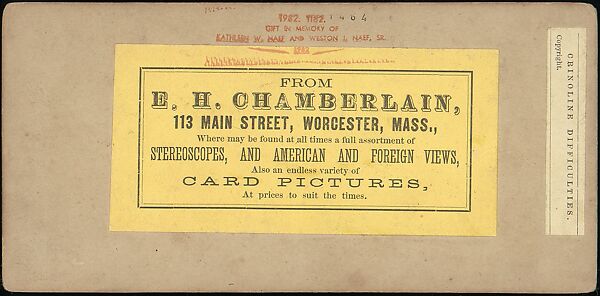 1982. 1182. 1464
GIFT IN MEMORY OF
KATHLEEN W. NAEF AND WESTON J. NAEF, SR.
1982
FROM
E. H. CHAMBERLAIN,
113 MAIN STREET, WORCESTER, MASS.,
Where may be found at all times a full assortment of
STEREOSCOPES, AND AMERICAN AND FOREIGN VIEWS,
Also an endless variety of
CARD PICTURES,
At prices to suit the times.
CRINOLINE DIFFICULTIES.
Copyright.